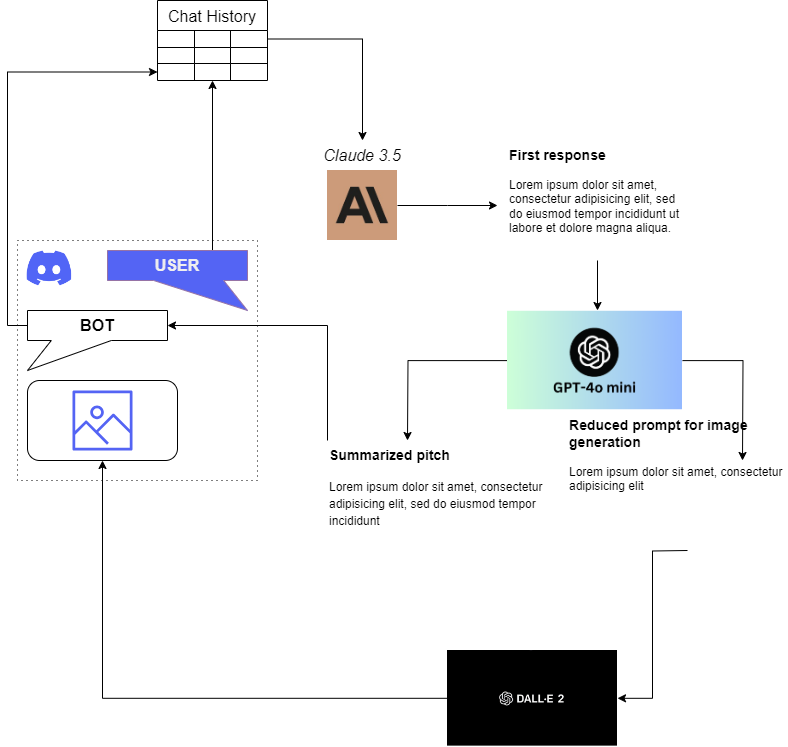 Chat History
Claude 3.5
First response
Lorem ipsum dolor sit amet,
consectetur adipisicing elit, sed
do eiusmod tempor incididunt ut
labore et dolore magna aliqua.
USER
BOT
GPT-4o mini
Summarized pitch
Lorem ipsum dolor sit amet, consectetur
adipisicing elit, sed do eiusmod tempor
incididunt
Reduced prompt for image
generation
Lorem ipsum dolor sit amet, consectetur
adipisicing elit
DALL·E 2